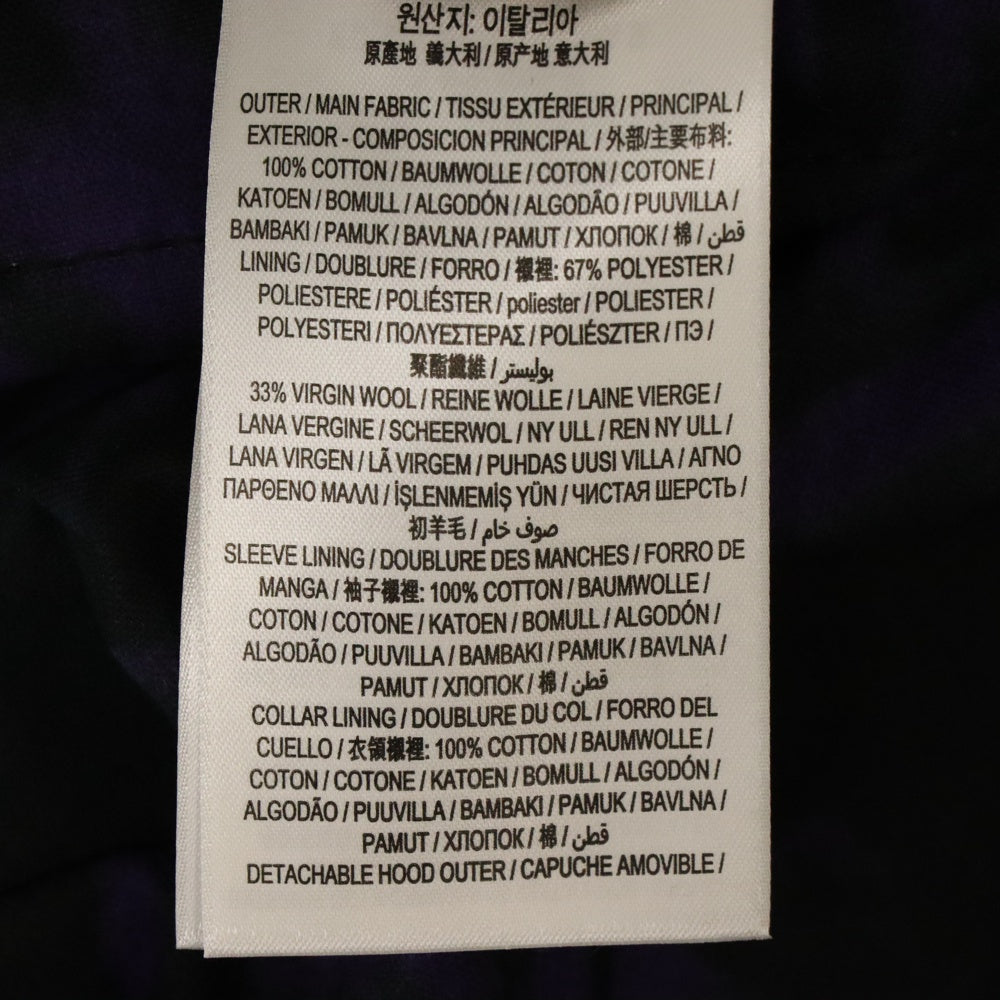 원산지: 이탈리아
原產地 義大利 / 原产地 意大利
OUTER / MAIN FABRIC / TISSU EXTÉRIEUR / PRINCIPAL /
EXTERIOR - COMPOSICION PRINCIPAL / 外部/主要布料:
100% COTTON / BAUMWOLLE / COTON / COTONE /
KATOEN / BOMULL / ALGODÓN / ALGODÃO / PUUVILLA /
BAMBAKI / PAMUK / BAVLNA / PAMUT / ХЛОПОК / 棉 / قطن
LINING / DOUBLURE / FORRO / 襯裡: 67% POLYESTER /
POLIESTERE / POLIÉSTER / poliester / POLIESTER /
POLYESTERI / ΠΟΛΥΕΣΤΕΡΑΣ / POLIÉSZTER / ПЭ /
聚酯纖維 / بوليستر
33% VIRGIN WOOL / REINE WOLLE / LAINE VIERGE /
LANA VERGINE / SCHEERWOL / NY ULL / REN NY ULL /
LANA VIRGEN / LÃ VIRGEM / PUHDAS UUSI VILLA / ΑΓΝΟ
ΠΑΡΘΕΝΟ ΜΑΛΛΙ / İŞLENMEMİŞ YÜN / ЧИСТАЯ ШЕРСТЬ /
初羊毛 / صوف خام
SLEEVE LINING / DOUBLURE DES MANCHES / FORRO DE
MANGA / 袖子襯裡: 100% COTTON / BAUMWOLLE /
COTON / COTONE / KATOEN / BOMULL / ALGODÓN /
ALGODÃO / PUUVILLA / BAMBAKI / PAMUK / BAVLNA /
PAMUT / ХЛОПОК / 棉 / قطن
COLLAR LINING / DOUBLURE DU COL / FORRO DEL
CUELLO / 衣領襯裡: 100% COTTON / BAUMWOLLE /
COTON / COTONE / KATOEN / BOMULL / ALGODÓN /
ALGODÃO / PUUVILLA / BAMBAKI / PAMUK / BAVLNA /
PAMUT / ХЛОПОК / 棉 / قطن
DETACHABLE HOOD OUTER / CAPUCHE AMOVIBLE /